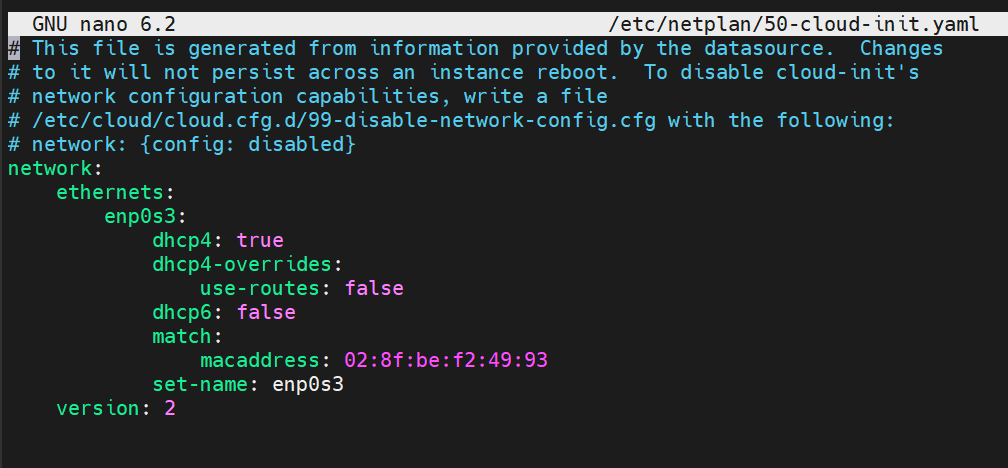 GNU nano 6.2 /etc/netplan/50-cloud-init.yaml
# This file is generated from information provided by the datasource.  Changes
# to it will not persist across an instance reboot.  To disable cloud-init's
# network configuration capabilities, write a file
# /etc/cloud/cloud.cfg.d/99-disable-network-config.cfg with the following:
# network: {config: disabled}
network:
    ethernets:
        enp0s3:
            dhcp4: true
            dhcp4-overrides:
                use-routes: false
            dhcp6: false
            match:
                macaddress: 02:8f:be:f2:49:93
            set-name: enp0s3
    version: 2